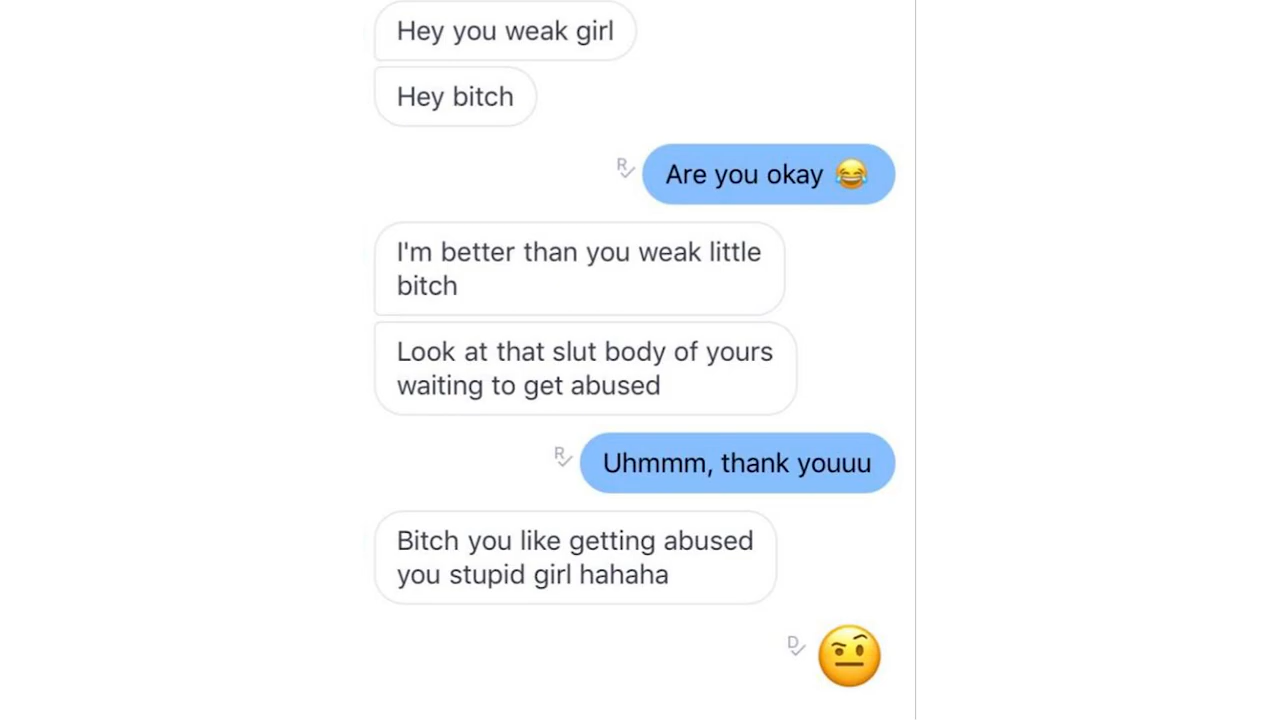 Hey you weak girl
Hey bitch
R
Are you okay 😂
I'm better than you weak little
bitch
Look at that slut body of yours
waiting to get abused
R
Uhmmm, thank youuu
Bitch you like getting abused
you stupid girl hahaha
D
🤨